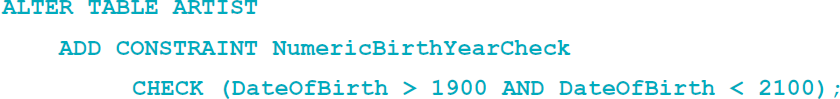 ALTER TABLE ARTIST
ADD CONSTRAINT NumericBirthYearCheck
CHECK (DateOfBirth > 1900 AND DateOfBirth < 2100);